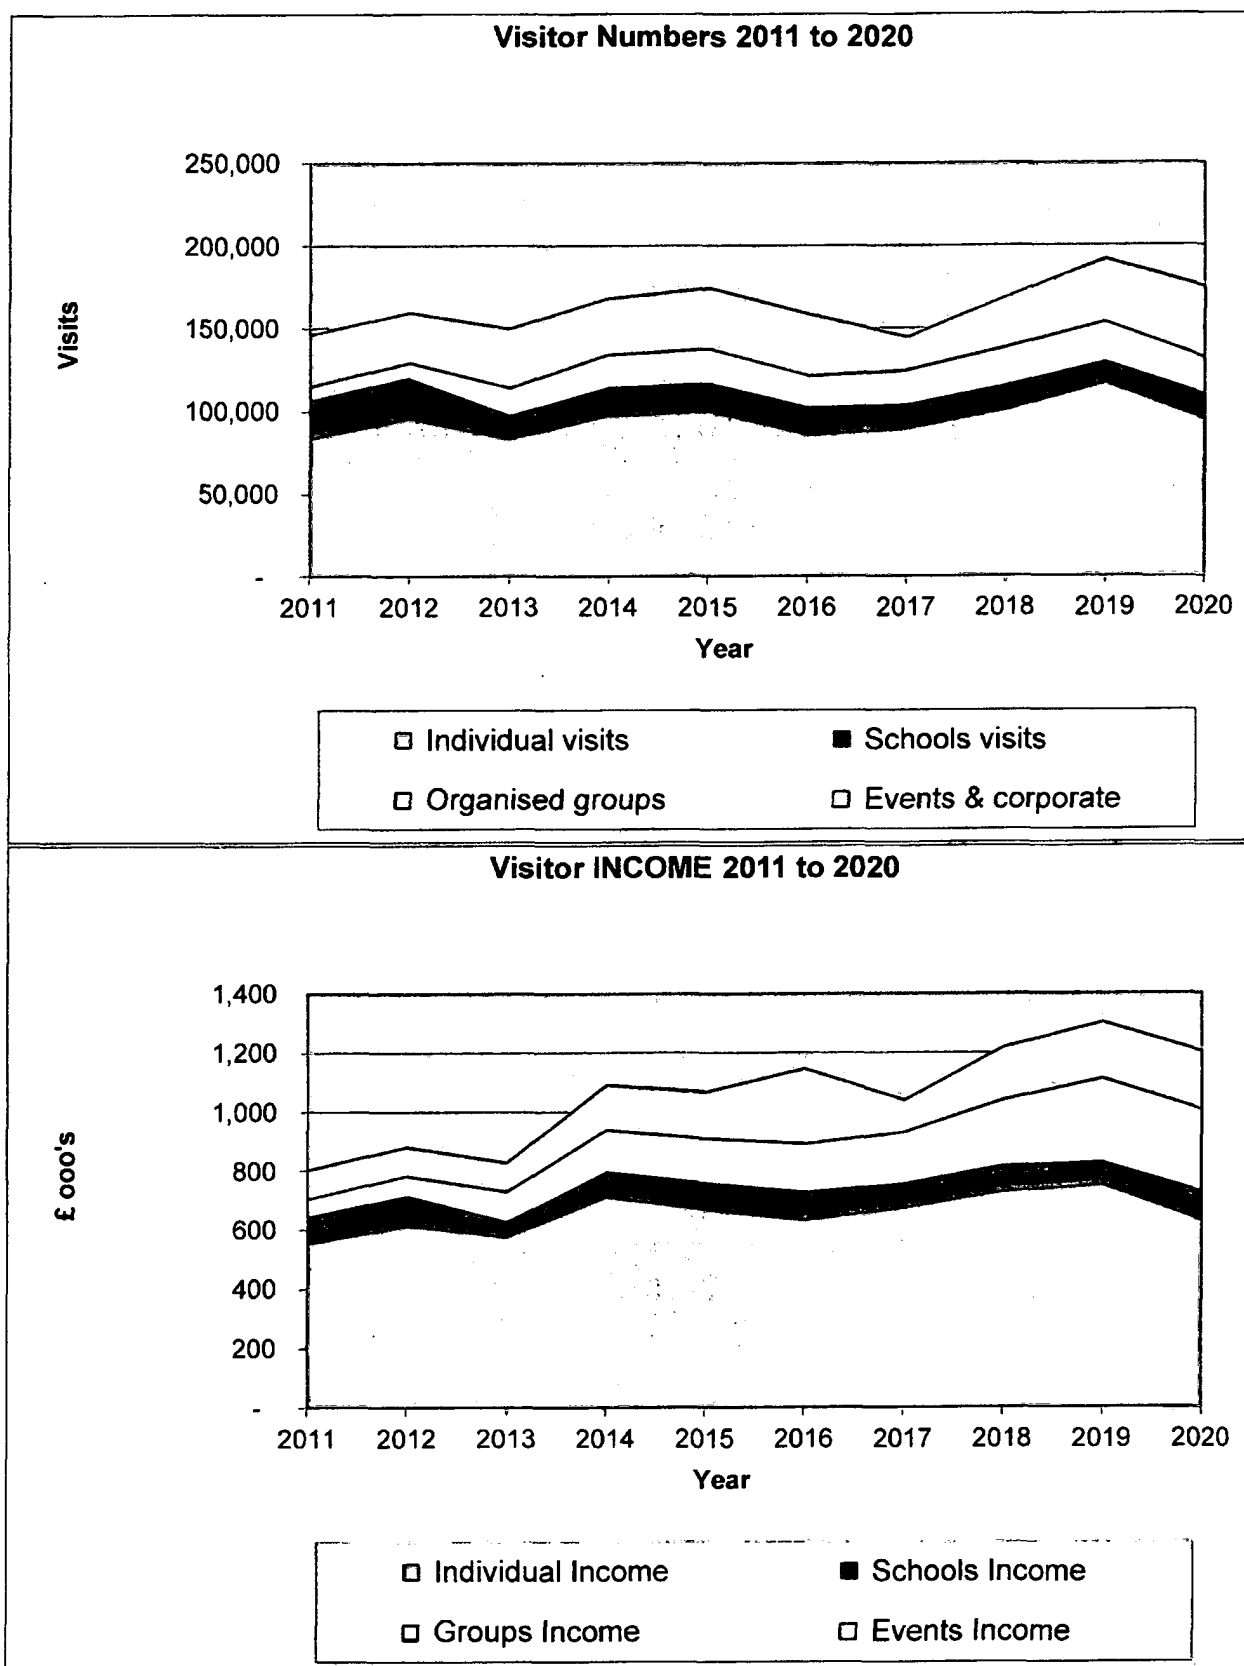 Visitor Numbers 2011 to 2020
250,000
200,000
150,000
100,000
50,000
-
Visits
2011 2012 2013 2014 2015 2016 2017 2018 2019 2020
Year
Individual visits Schools visits
Organised groups Events & corporate
Visitor INCOME 2011 to 2020
1,400
1,200
1,000
800
600
400
200
-
£ ooo's
2011 2012 2013 2014 2015 2016 2017 2018 2019 2020
Year
Individual Income Schools Income
Groups Income Events Income